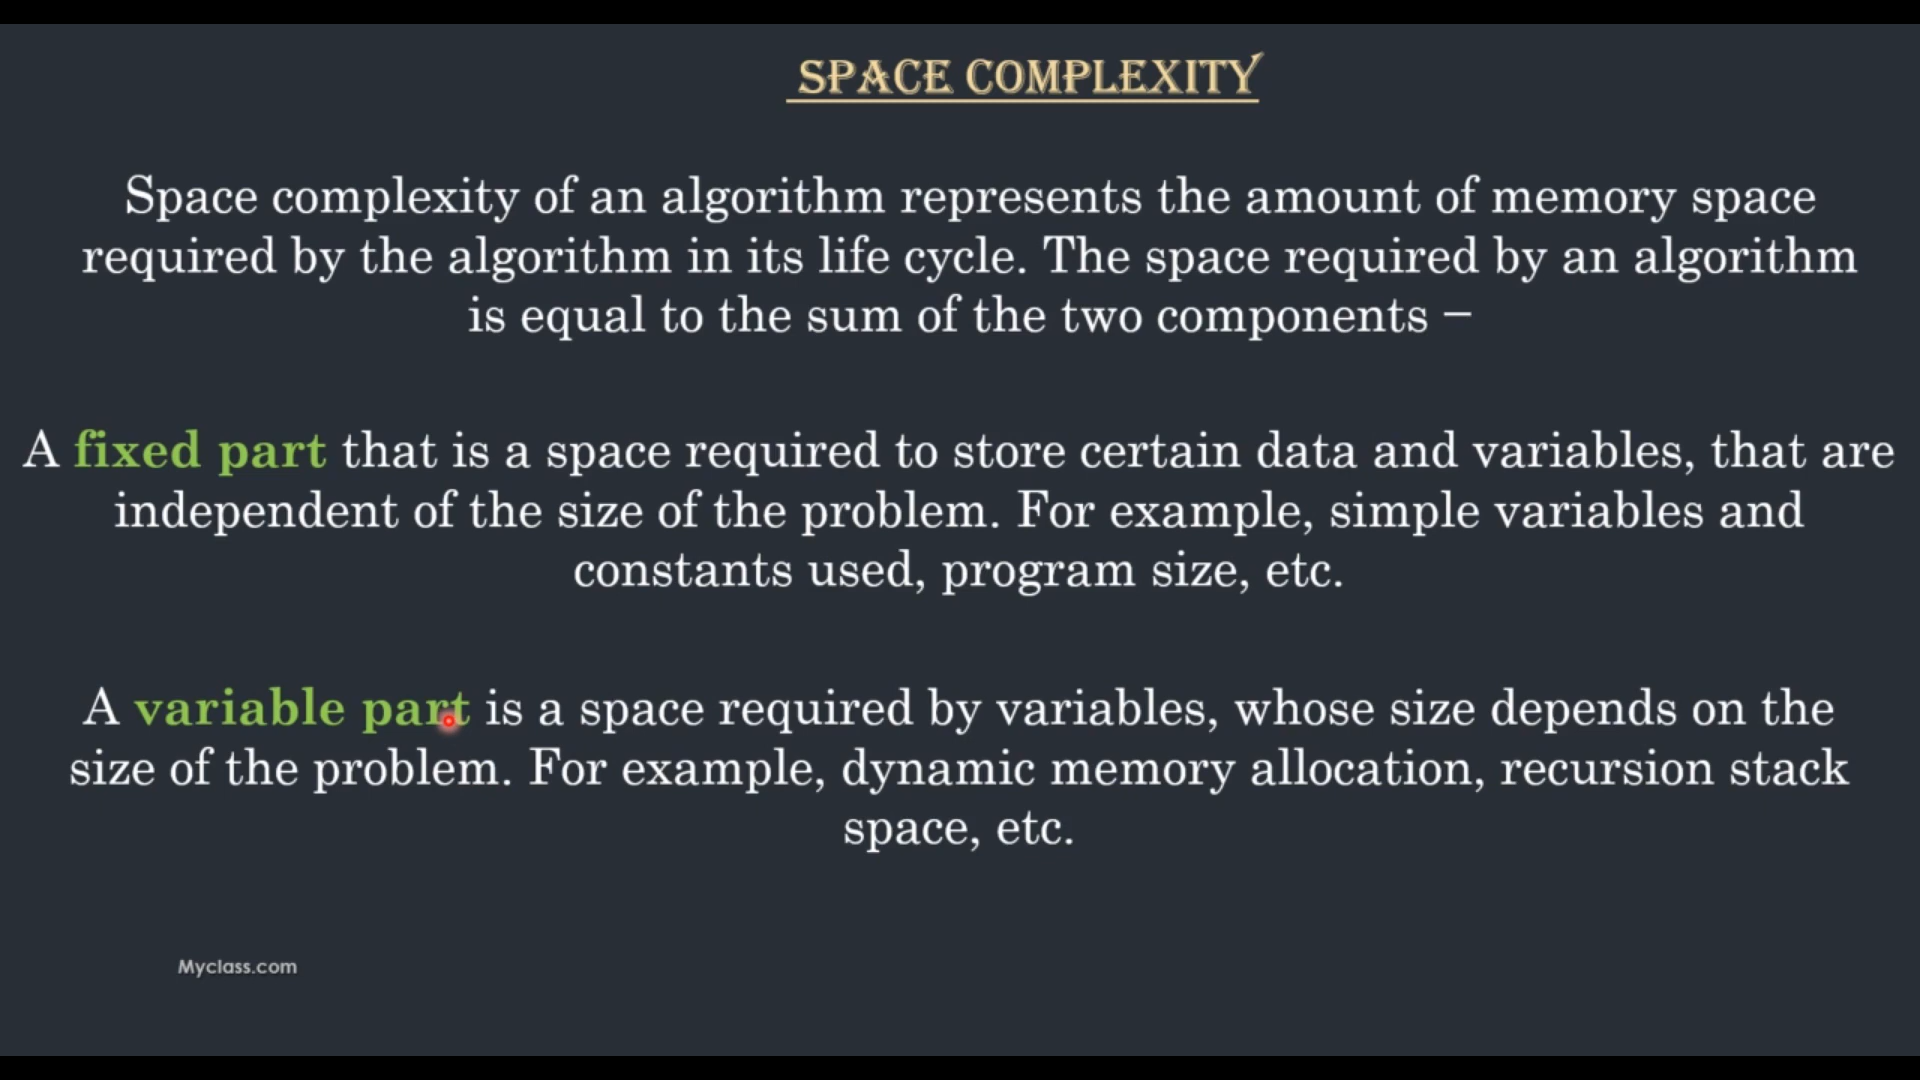 SPACE COMPLEXITY
Space complexity of an algorithm represents the amount of memory space
required by the algorithm in its life cycle. The space required by an algorithm
is equal to the sum of the two components −
A fixed part that is a space required to store certain data and variables, that are
independent of the size of the problem. For example, simple variables and
constants used, program size, etc.
A variable part is a space required by variables, whose size depends on the
size of the problem. For example, dynamic memory allocation, recursion stack
space, etc.
Myclass.com